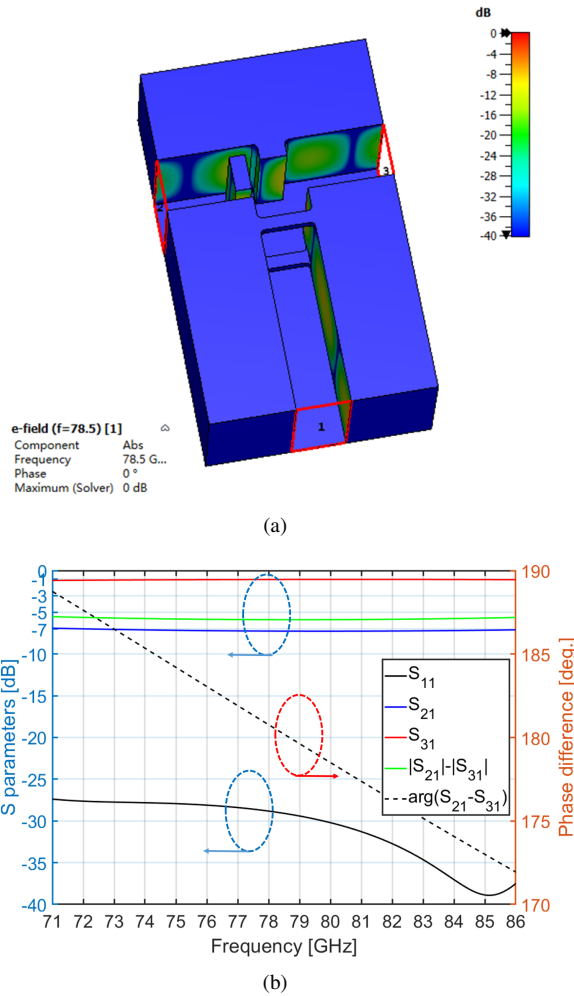 dB
0
-4
-8
-12
-16
-20
-24
-28
-32
-36
-40
2
3
1
e-field (f=78.5) [1]
Component Abs
Frequency 78.5 G...
Phase 0 °
Maximum (Solver) 0 dB
(a)
0
-1
-3
-5
-7
-10
-15
-20
-25
-30
-35
-40
S parameters [dB]
190
185
180
175
170
Phase difference [deg.]
S11
S21
S31
|S21|-|S31|
arg(S21-S31)
71 72 73 74 75 76 77 78 79 80 81 82 83 84 85 86
Frequency [GHz]
(b)